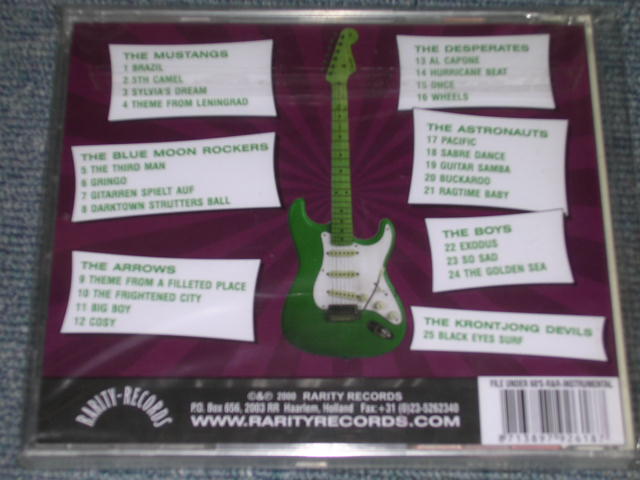 THE MUSTANGS
1 BRAZIL
2 5TH CAMEL
3 SYLVIA'S DREAM
4 THEME FROM LENINGRAD
THE BLUE MOON ROCKERS
5 THE THIRD MAN
6 GRINGO
7 GITARREN SPIELT AUF
8 DARKTOWN STRUTTERS BALL
THE ARROWS
9 THEME FROM A FILLETED PLACE
10 THE FRIGHTENED CITY
11 BIG BOY
12 COSY
THE DESPERATES
13 AL CAPONE
14 HURRICANE BEAT
15 ONCE
16 WHEELS
THE ASTRONAUTS
17 PACIFIC
18 SABRE DANCE
19 GUITAR SAMBA
20 BUCKAROO
21 RAGTIME BABY
THE BOYS
22 EXODUS
23 SO SAD
24 THE GOLDEN SEA
THE KRONTJONG DEVILS
25 BLACK EYES SURF
RARITY-RECORDS
©&℗ 2000 RARITY RECORDS
P.O. Box 656, 2003 RR Haarlem, Holland Fax:+31 (0)23-5262340
WWW.RARITYRECORDS.COM
FILE UNDER 60'S-R&R-INSTRUMENTAL
8 713897 926187